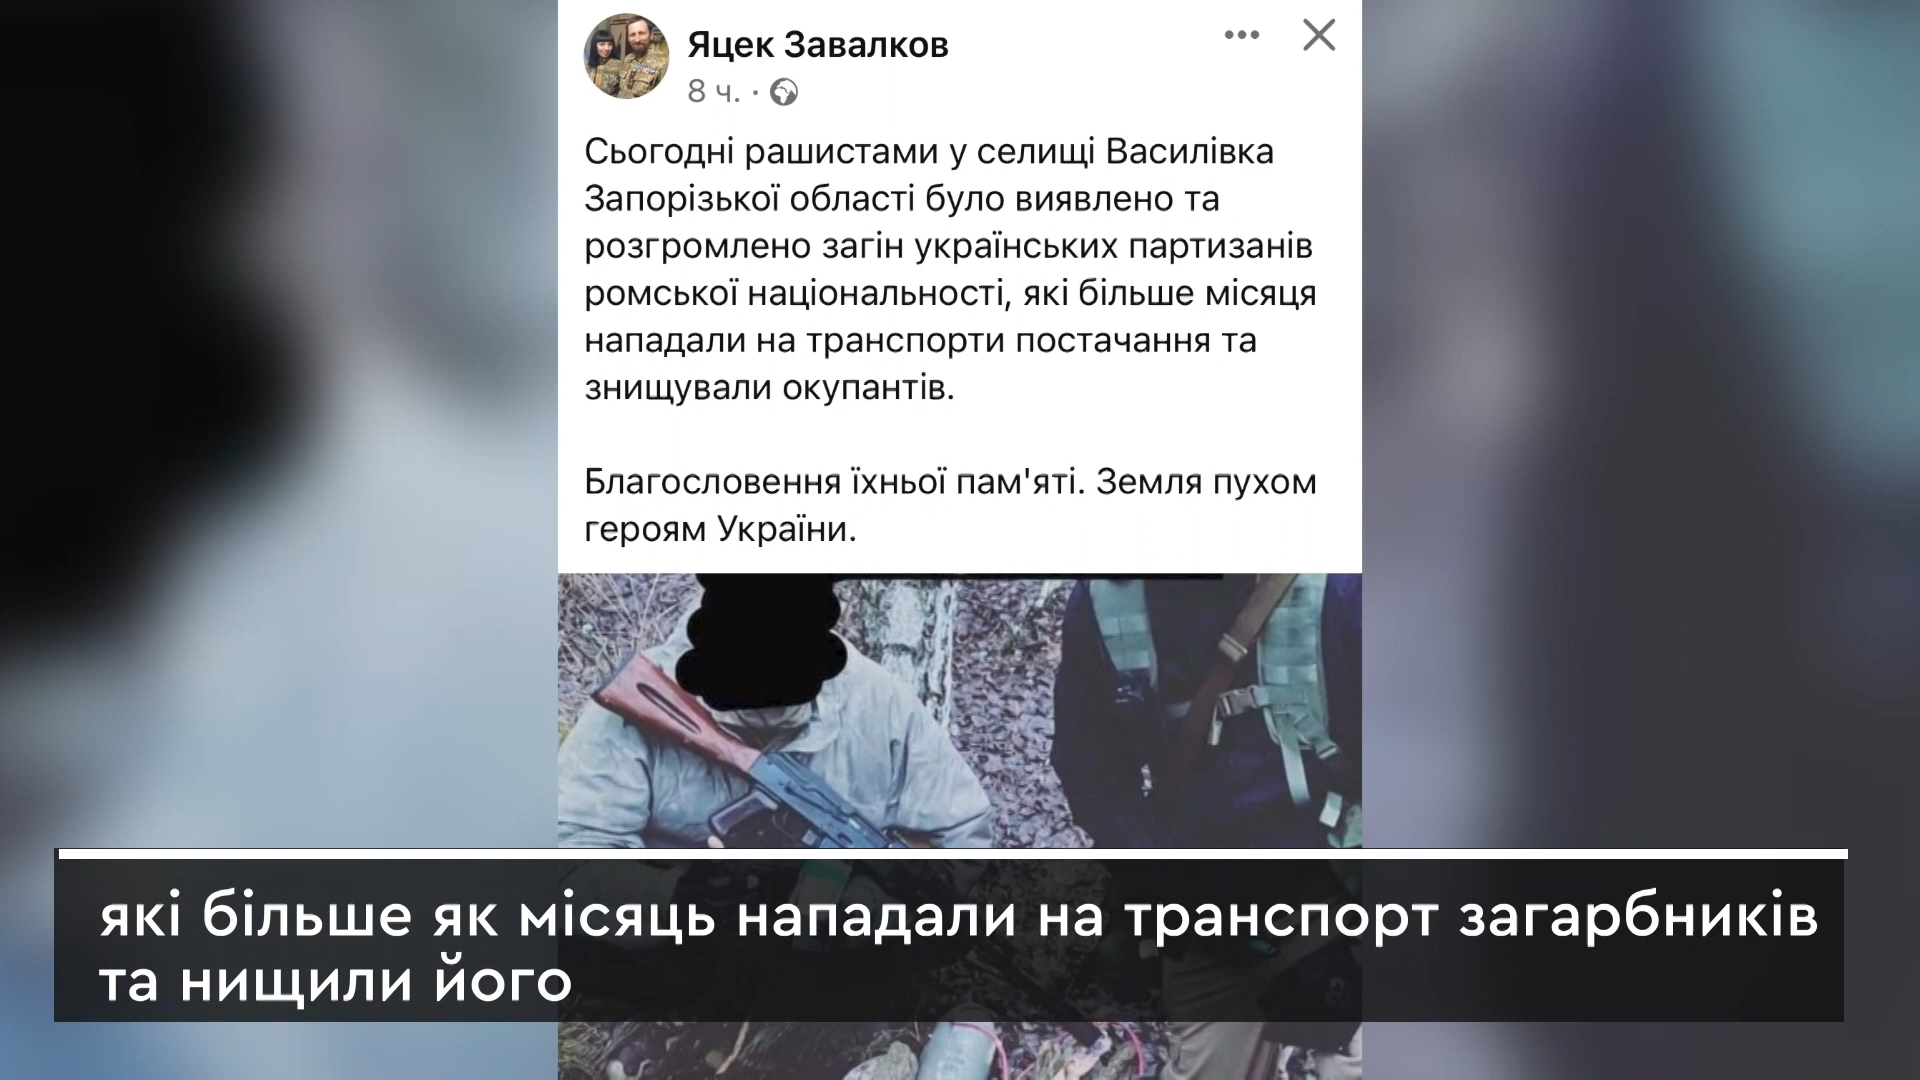 Яцек Завалков
8 ч. ·
Сьогодні рашистами у селищі Василівка
Запорізької області було виявлено та
розгромлено загін українських партизанів
ромської національності, які більше місяця
нападали на транспорти постачання та
знищували окупантів.
Благословення їхньої пам'яті. Земля пухом
героям України.
які більше як місяць нападали на транспорт загарбників
та нищили його